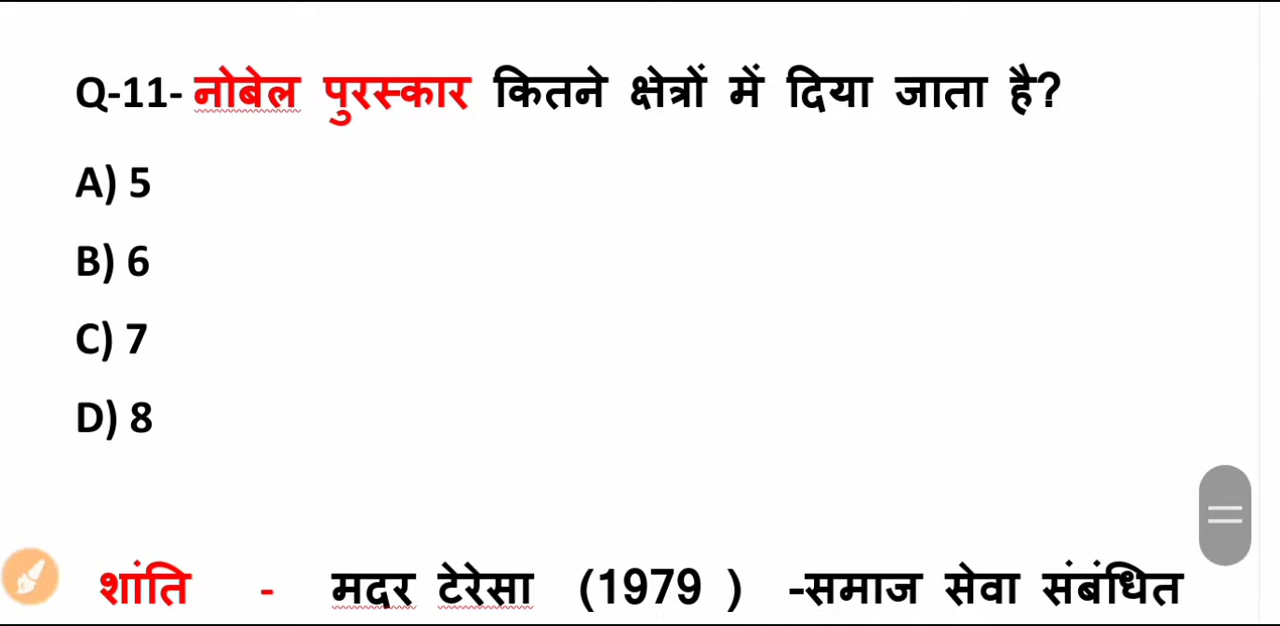 Q-11- नोबेल पुरस्कार कितने क्षेत्रों में दिया जाता है?
A) 5
B) 6
C) 7
D) 8
शांति - मदर टेरेसा (1979 ) -समाज सेवा संबंधित